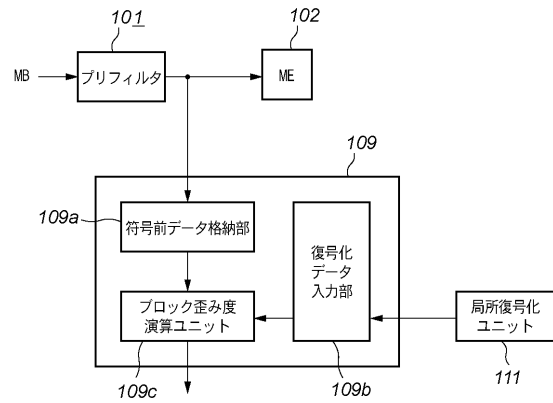 101
102
MB
プリフィルタ
ME
109
109a
符号前データ格納部
復号化
データ
入力部
ブロック歪み度
演算ユニット
局所復号化
ユニット
109c
109b
111